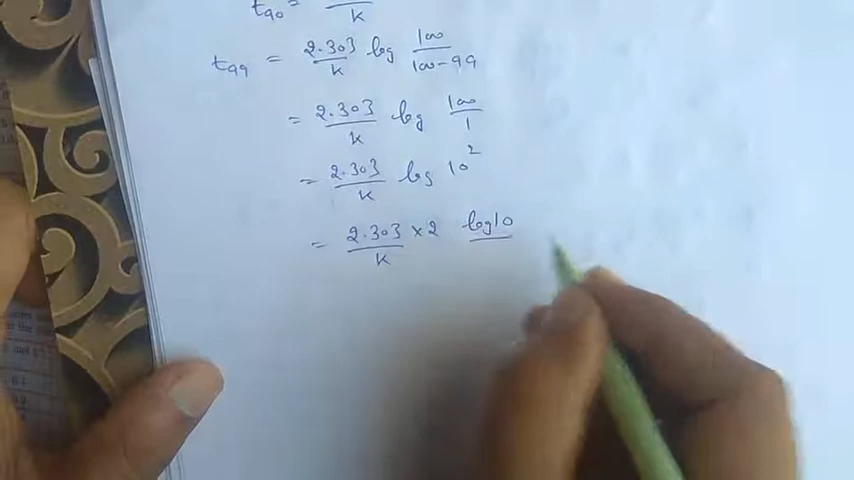 t90 = ― k
t99 = 2.303/k log 100/100-99
= 2.303/k log 100/1
= 2.303/k log 10²
= 2.303/k × 2 log10